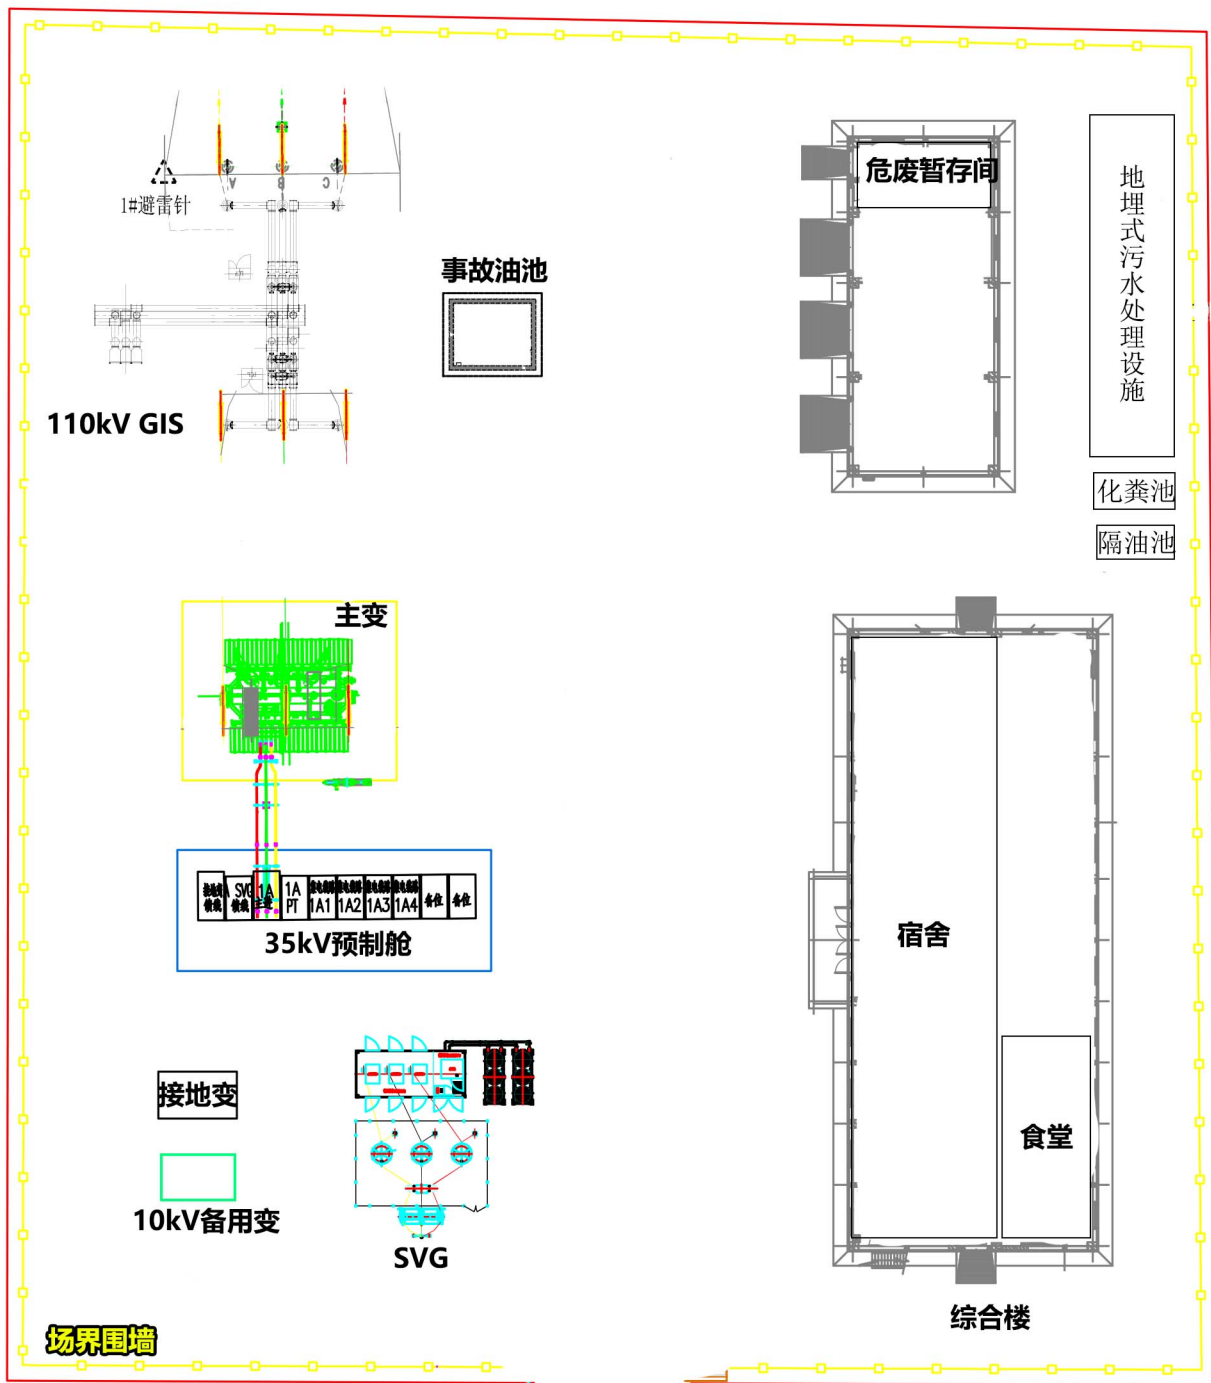 A
B
C
1#避雷针
事故油池
110kV GIS
危废暂存间
地埋式污水处理设施
化粪池
隔油池
主变
SVG
1A
1A
PT
1A1
1A2
1A3
1A4
备位
备位
35kV预制舱
接地变
10kV备用变
SVG
宿舍
食堂
综合楼
场界围墙